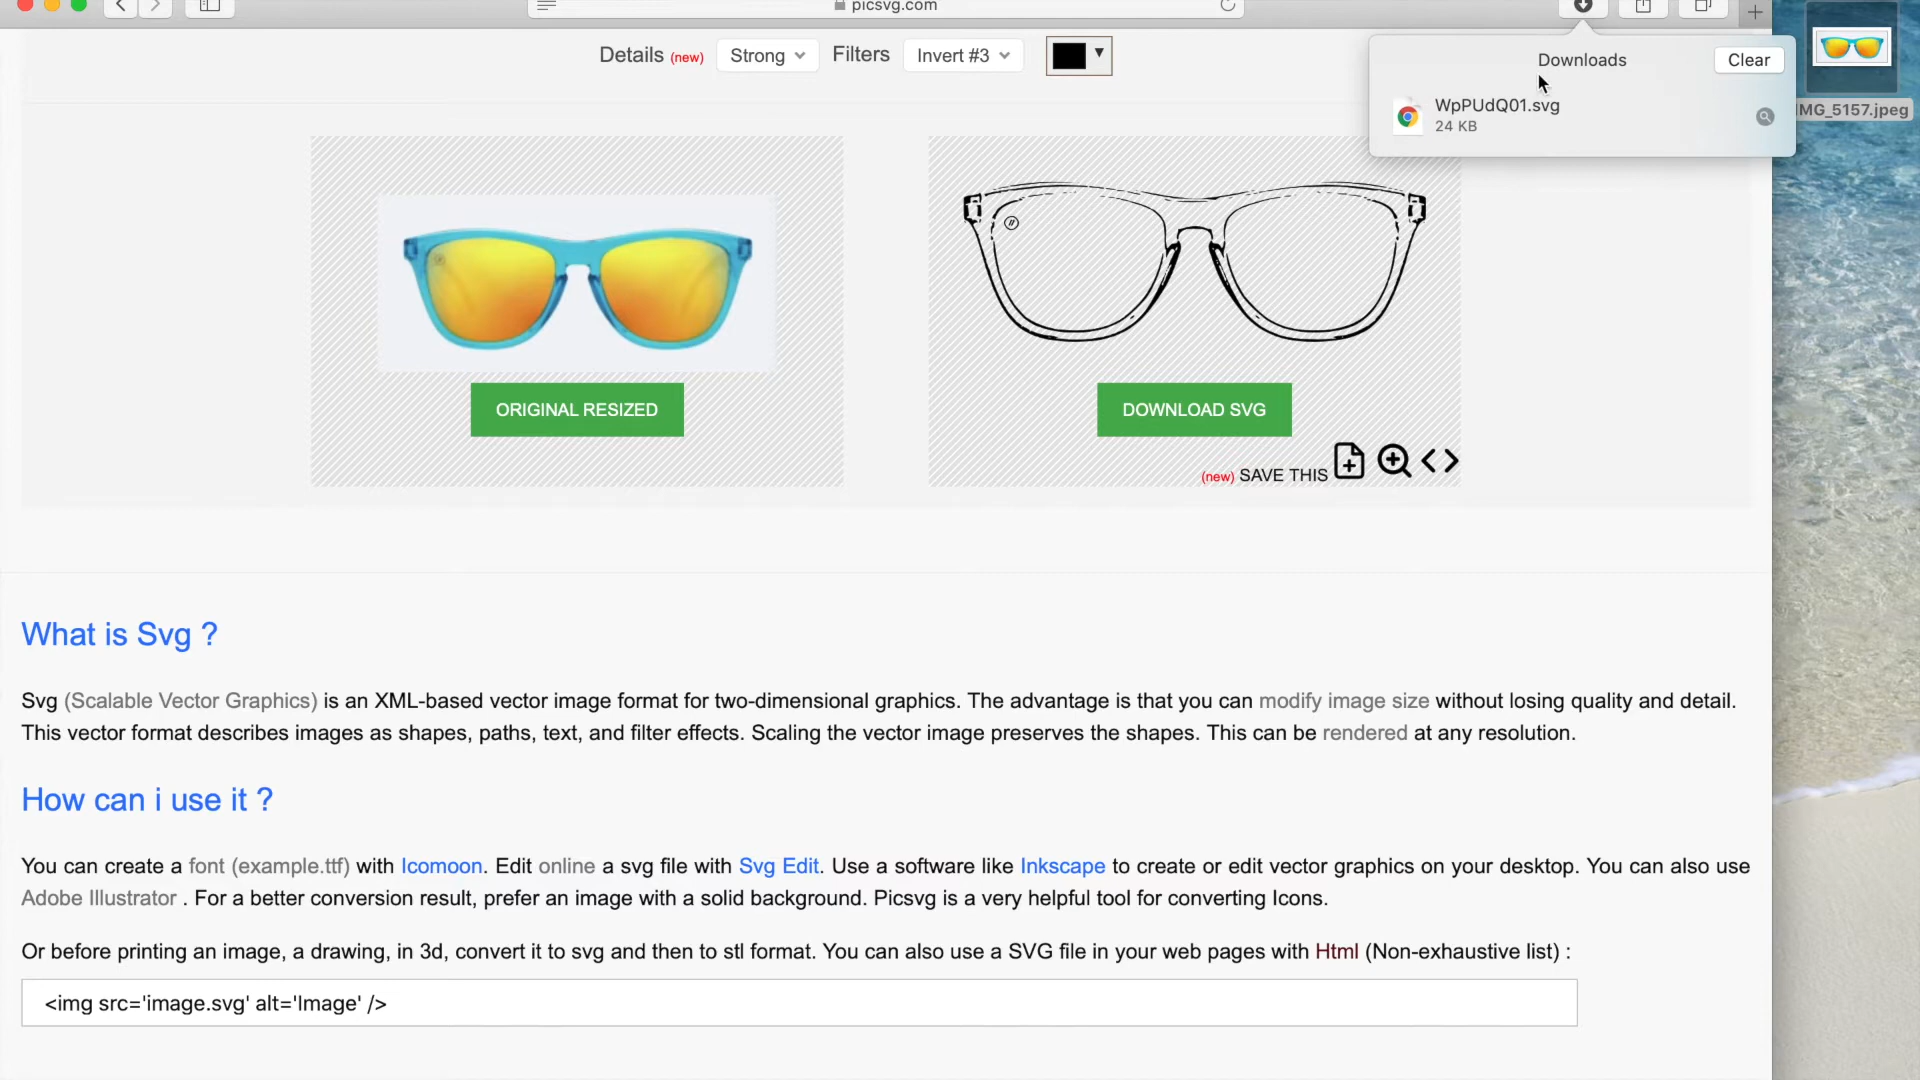 picsvg.com
Details (new) Strong Filters Invert #3
Downloads Clear
WpPUdQ01.svg
24 KB
IMG_5157.jpeg
ORIGINAL RESIZED
DOWNLOAD SVG
(new) SAVE THIS
What is Svg ?
Svg (Scalable Vector Graphics) is an XML-based vector image format for two-dimensional graphics. The advantage is that you can modify image size without losing quality and detail.
This vector format describes images as shapes, paths, text, and filter effects. Scaling the vector image preserves the shapes. This can be rendered at any resolution.
How can i use it ?
You can create a font (example.ttf) with Icomoon. Edit online a svg file with Svg Edit. Use a software like Inkscape to create or edit vector graphics on your desktop. You can also use
Adobe Illustrator . For a better conversion result, prefer an image with a solid background. Picsvg is a very helpful tool for converting Icons.
Or before printing an image, a drawing, in 3d, convert it to svg and then to stl format. You can also use a SVG file in your web pages with Html (Non-exhaustive list) :
<img src='image.svg' alt='Image' />